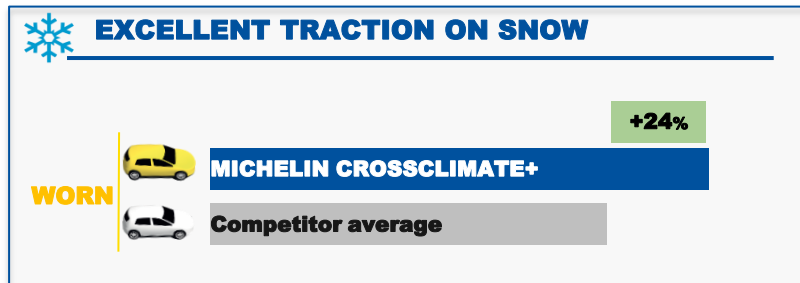 EXCELLENT TRACTION ON SNOW
+24%
MICHELIN CROSSCLIMATE+
WORN
Competitor average